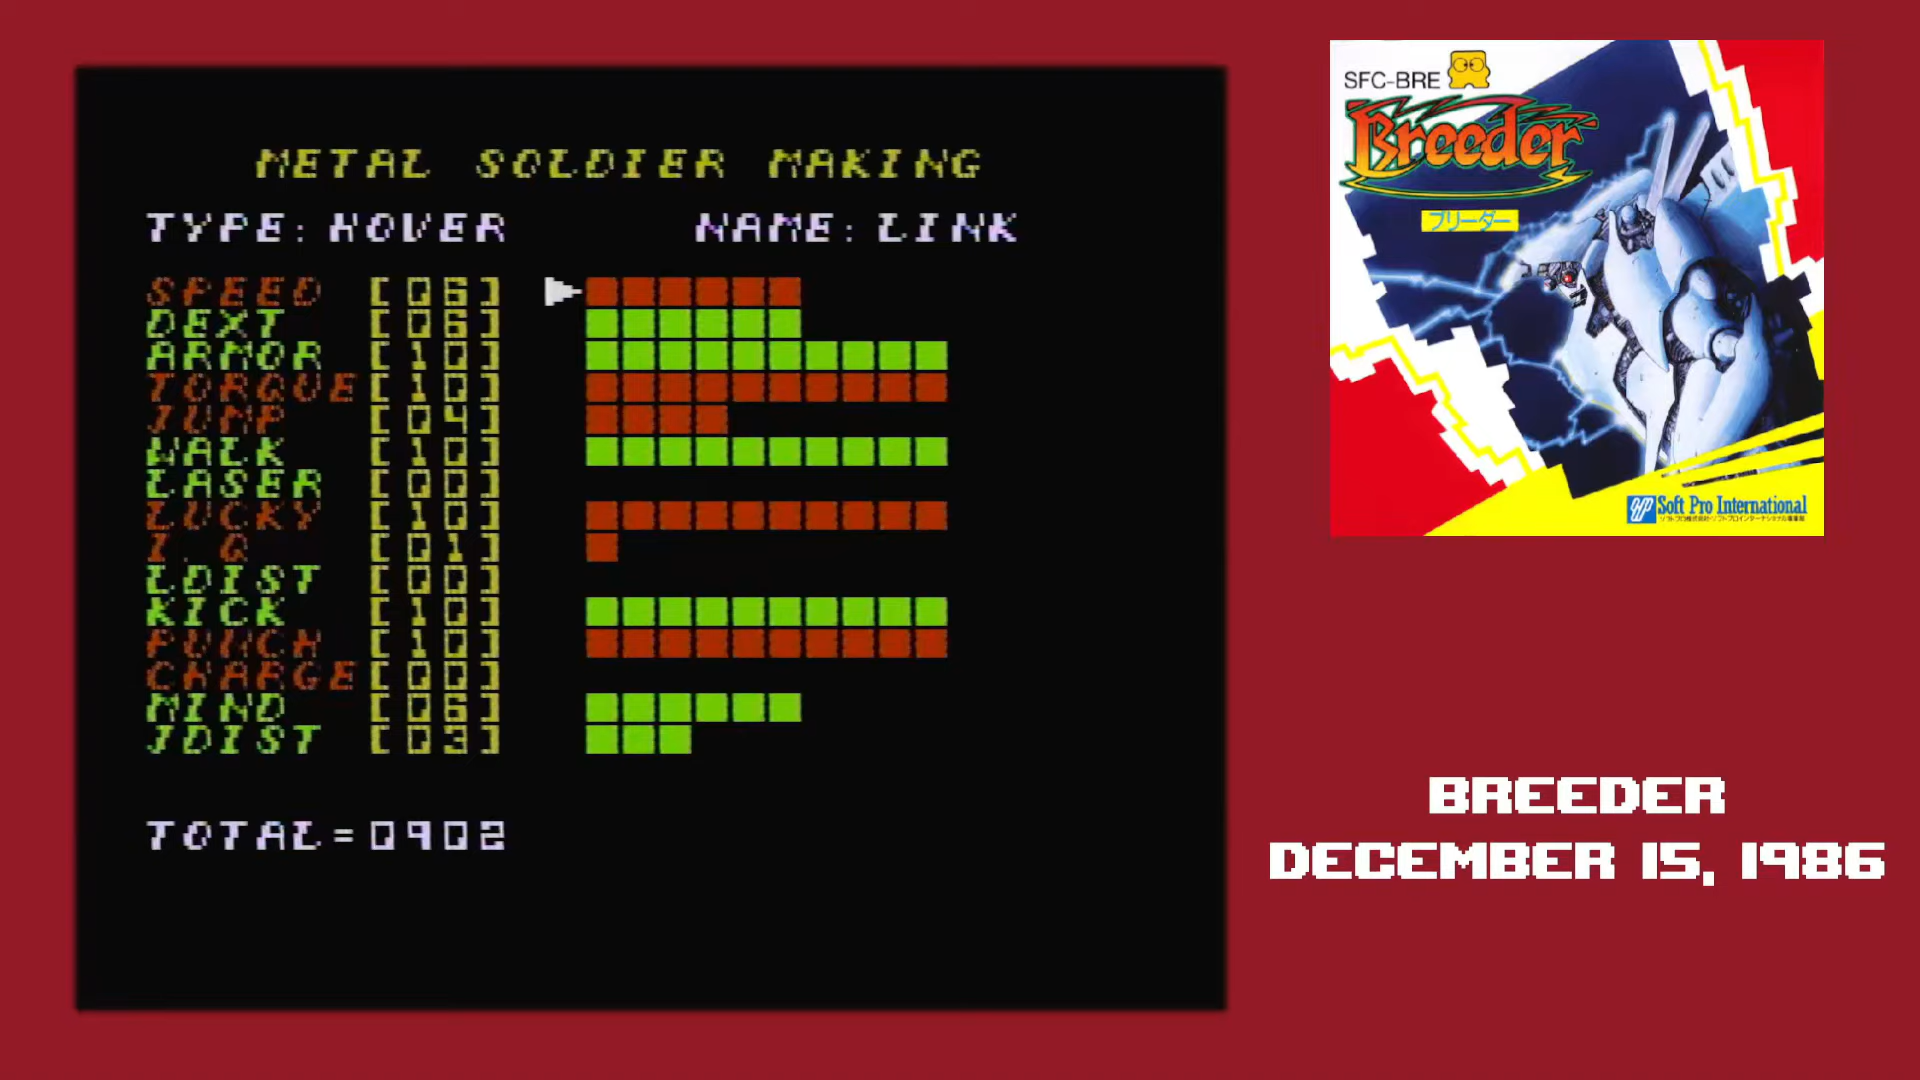 METAL SOLDIER MAKING
TYPE: HOVER NAME: LINK
SPEED [06]
DEXT [06]
ARMOR [10]
TORQUE [10]
JUMP [04]
WALK [10]
LASER [00]
LUCKY [10]
I.Q [01]
LDIST [00]
KICK [10]
PUNCH [10]
CHARGE [00]
MIND [06]
JDIST [03]
TOTAL=0902
SFC-BRE
Breeder
ブリーダー
Soft Pro International
BREEDER
DECEMBER 15, 1986